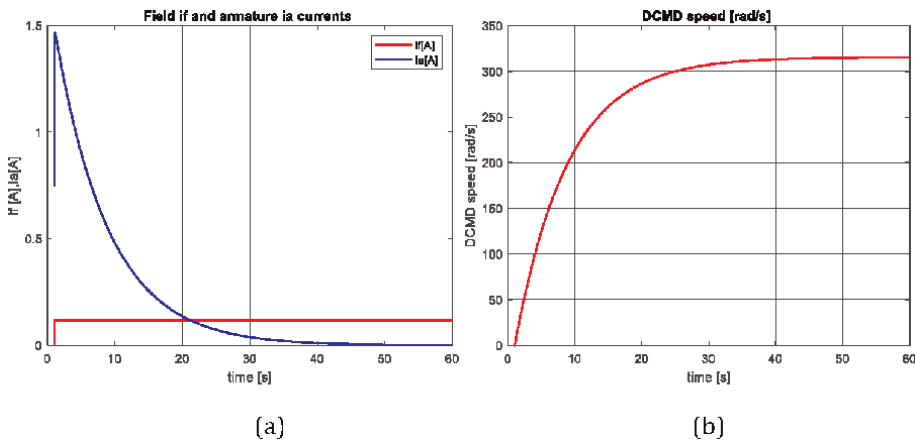 Field if and armature ia currents
1.5
1
0.5
0
If [A],Ia[A]
If[A]
Ia[A]
0 10 20 30 40 50 60
time [s]
(a)
DCMD speed [rad/s]
350
300
250
200
150
100
50
0
DCMD speed [rad/s]
0 10 20 30 40 50 60
time [s]
(b)